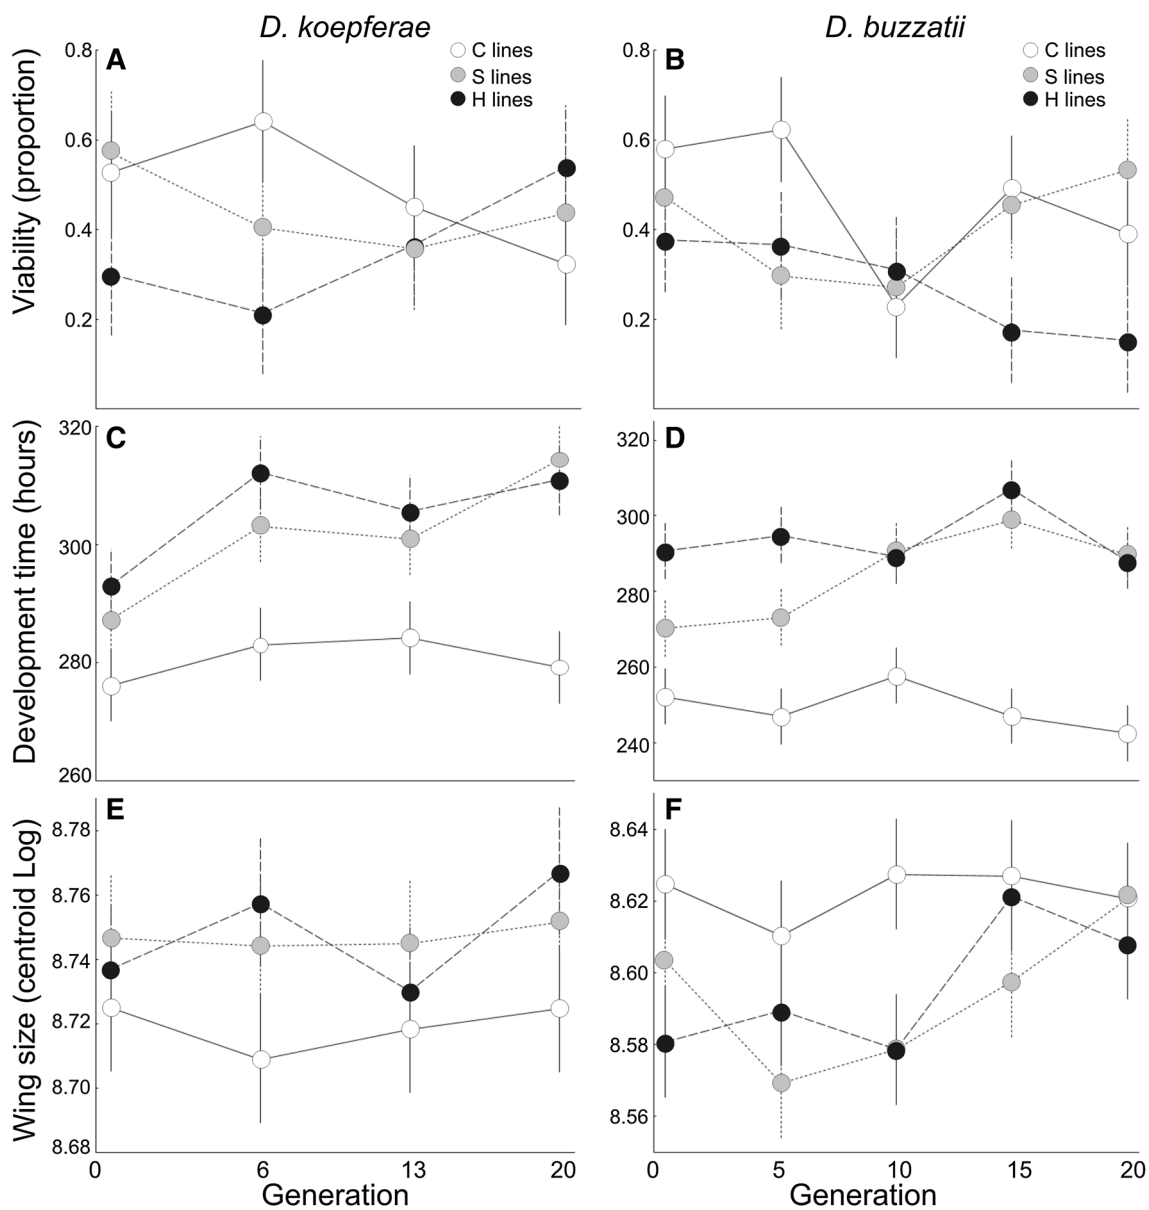 D. koepferae
D. buzzatii
A
C lines
S lines
H lines
B
C lines
S lines
H lines
Viability (proportion)
0.8
0.6
0.4
0.2
0.8
0.6
0.4
0.2
C
D
Development time (hours)
320
300
280
260
320
300
280
260
240
E
F
Wing size (centroid Log)
8.78
8.76
8.74
8.72
8.70
8.68
8.64
8.62
8.60
8.58
8.56
0 6 13 20
0 5 10 15 20
Generation
Generation